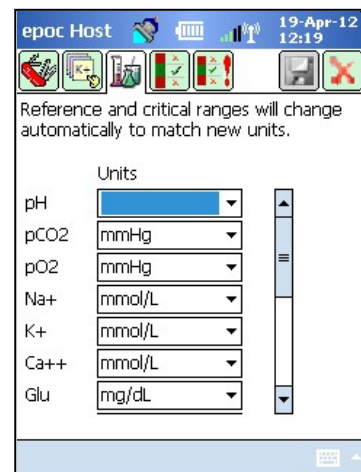 epoc Host 19-Apr-12
12:19
K+
Reference and critical ranges will change
automatically to match new
units.
Units
pH
pCO2 mmHg
pO2 mmHg
Na+ mmol/L
K+ mmol/L
Ca++ mmol/L
Glu mg/dL